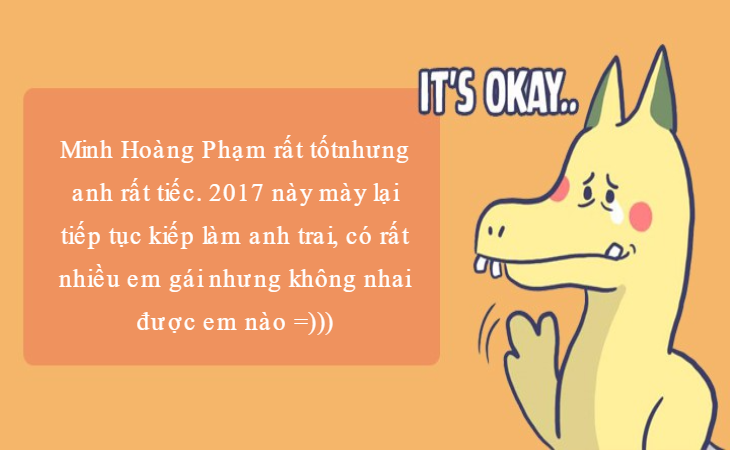 IT'S OKAY..
Minh Hoàng Phạm rất tốtnhưng
anh rất tiếc. 2017 này mày lại
tiếp tục kiếp làm anh trai, có rất
nhiều em gái nhưng không nhai
được em nào =)))